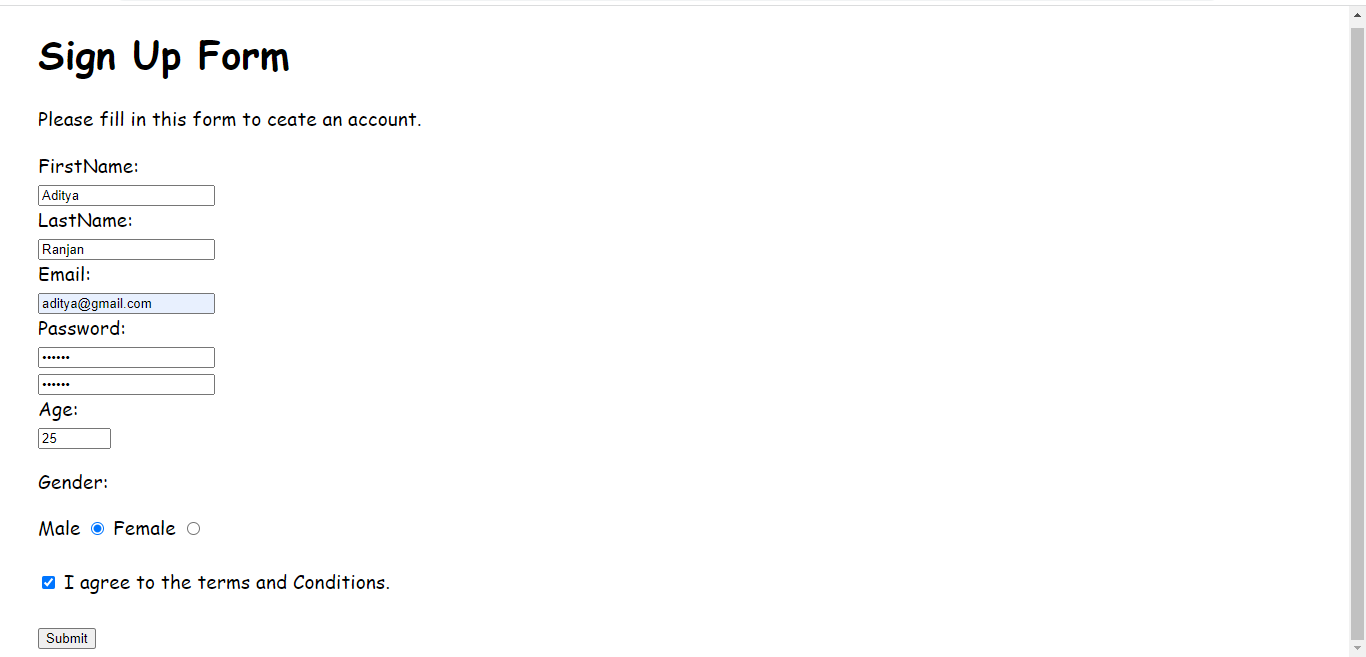 Sign Up Form
Please fill in this form to ceate an account.
FirstName:
Aditya
LastName:
Ranjan
Email:
aditya@gmail.com
Password:
••••••
••••••
Age:
25
Gender:
Male Female
I agree to the terms and Conditions.
Submit